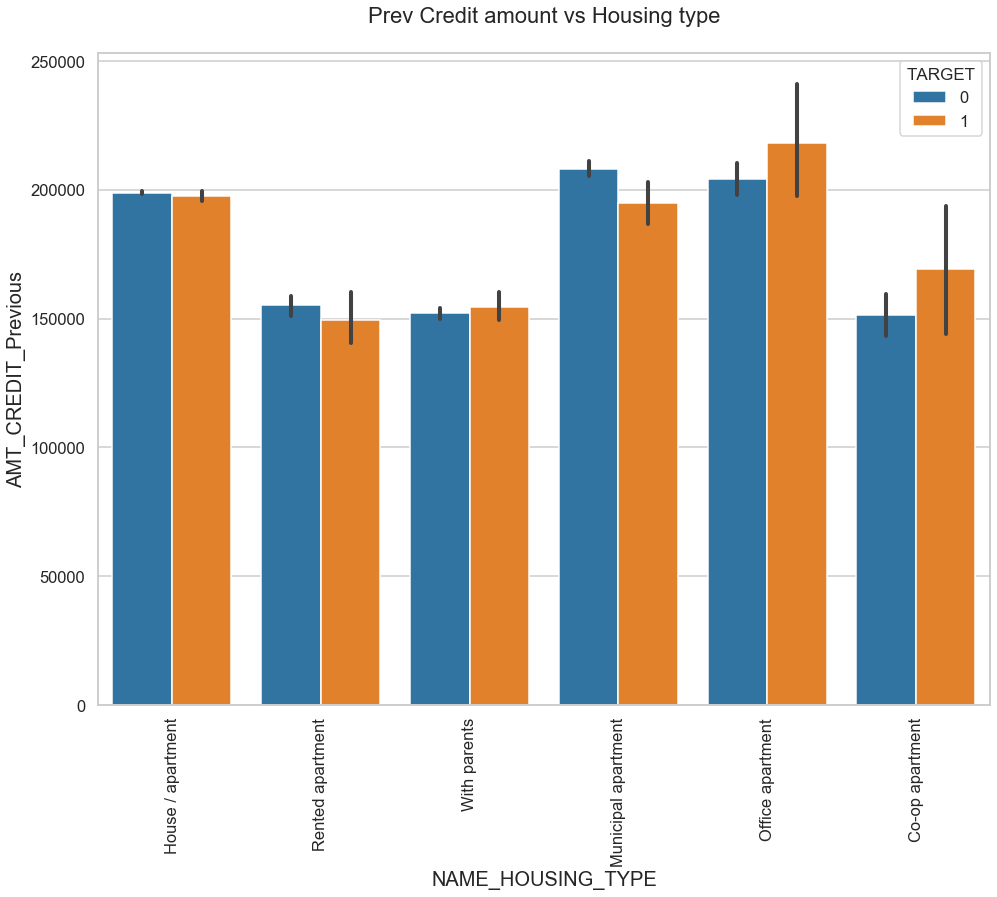 Prev Credit amount vs Housing type
250000
200000
150000
100000
50000
0
AMT_CREDIT_Previous
TARGET
0
1
House / apartment
Rented apartment
With parents
Municipal apartment
Office apartment
Co-op apartment
NAME_HOUSING_TYPE